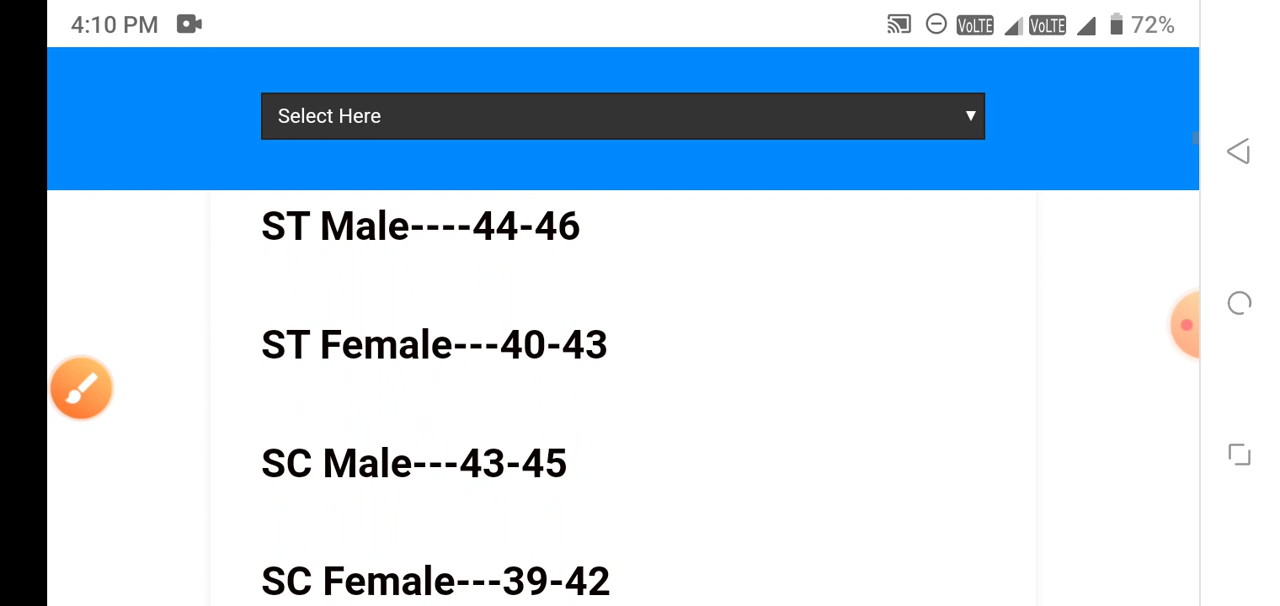 4:10 PM
VoLTE VoLTE 72%
Select Here
ST Male----44-46
ST Female---40-43
SC Male---43-45
SC Female---39-42